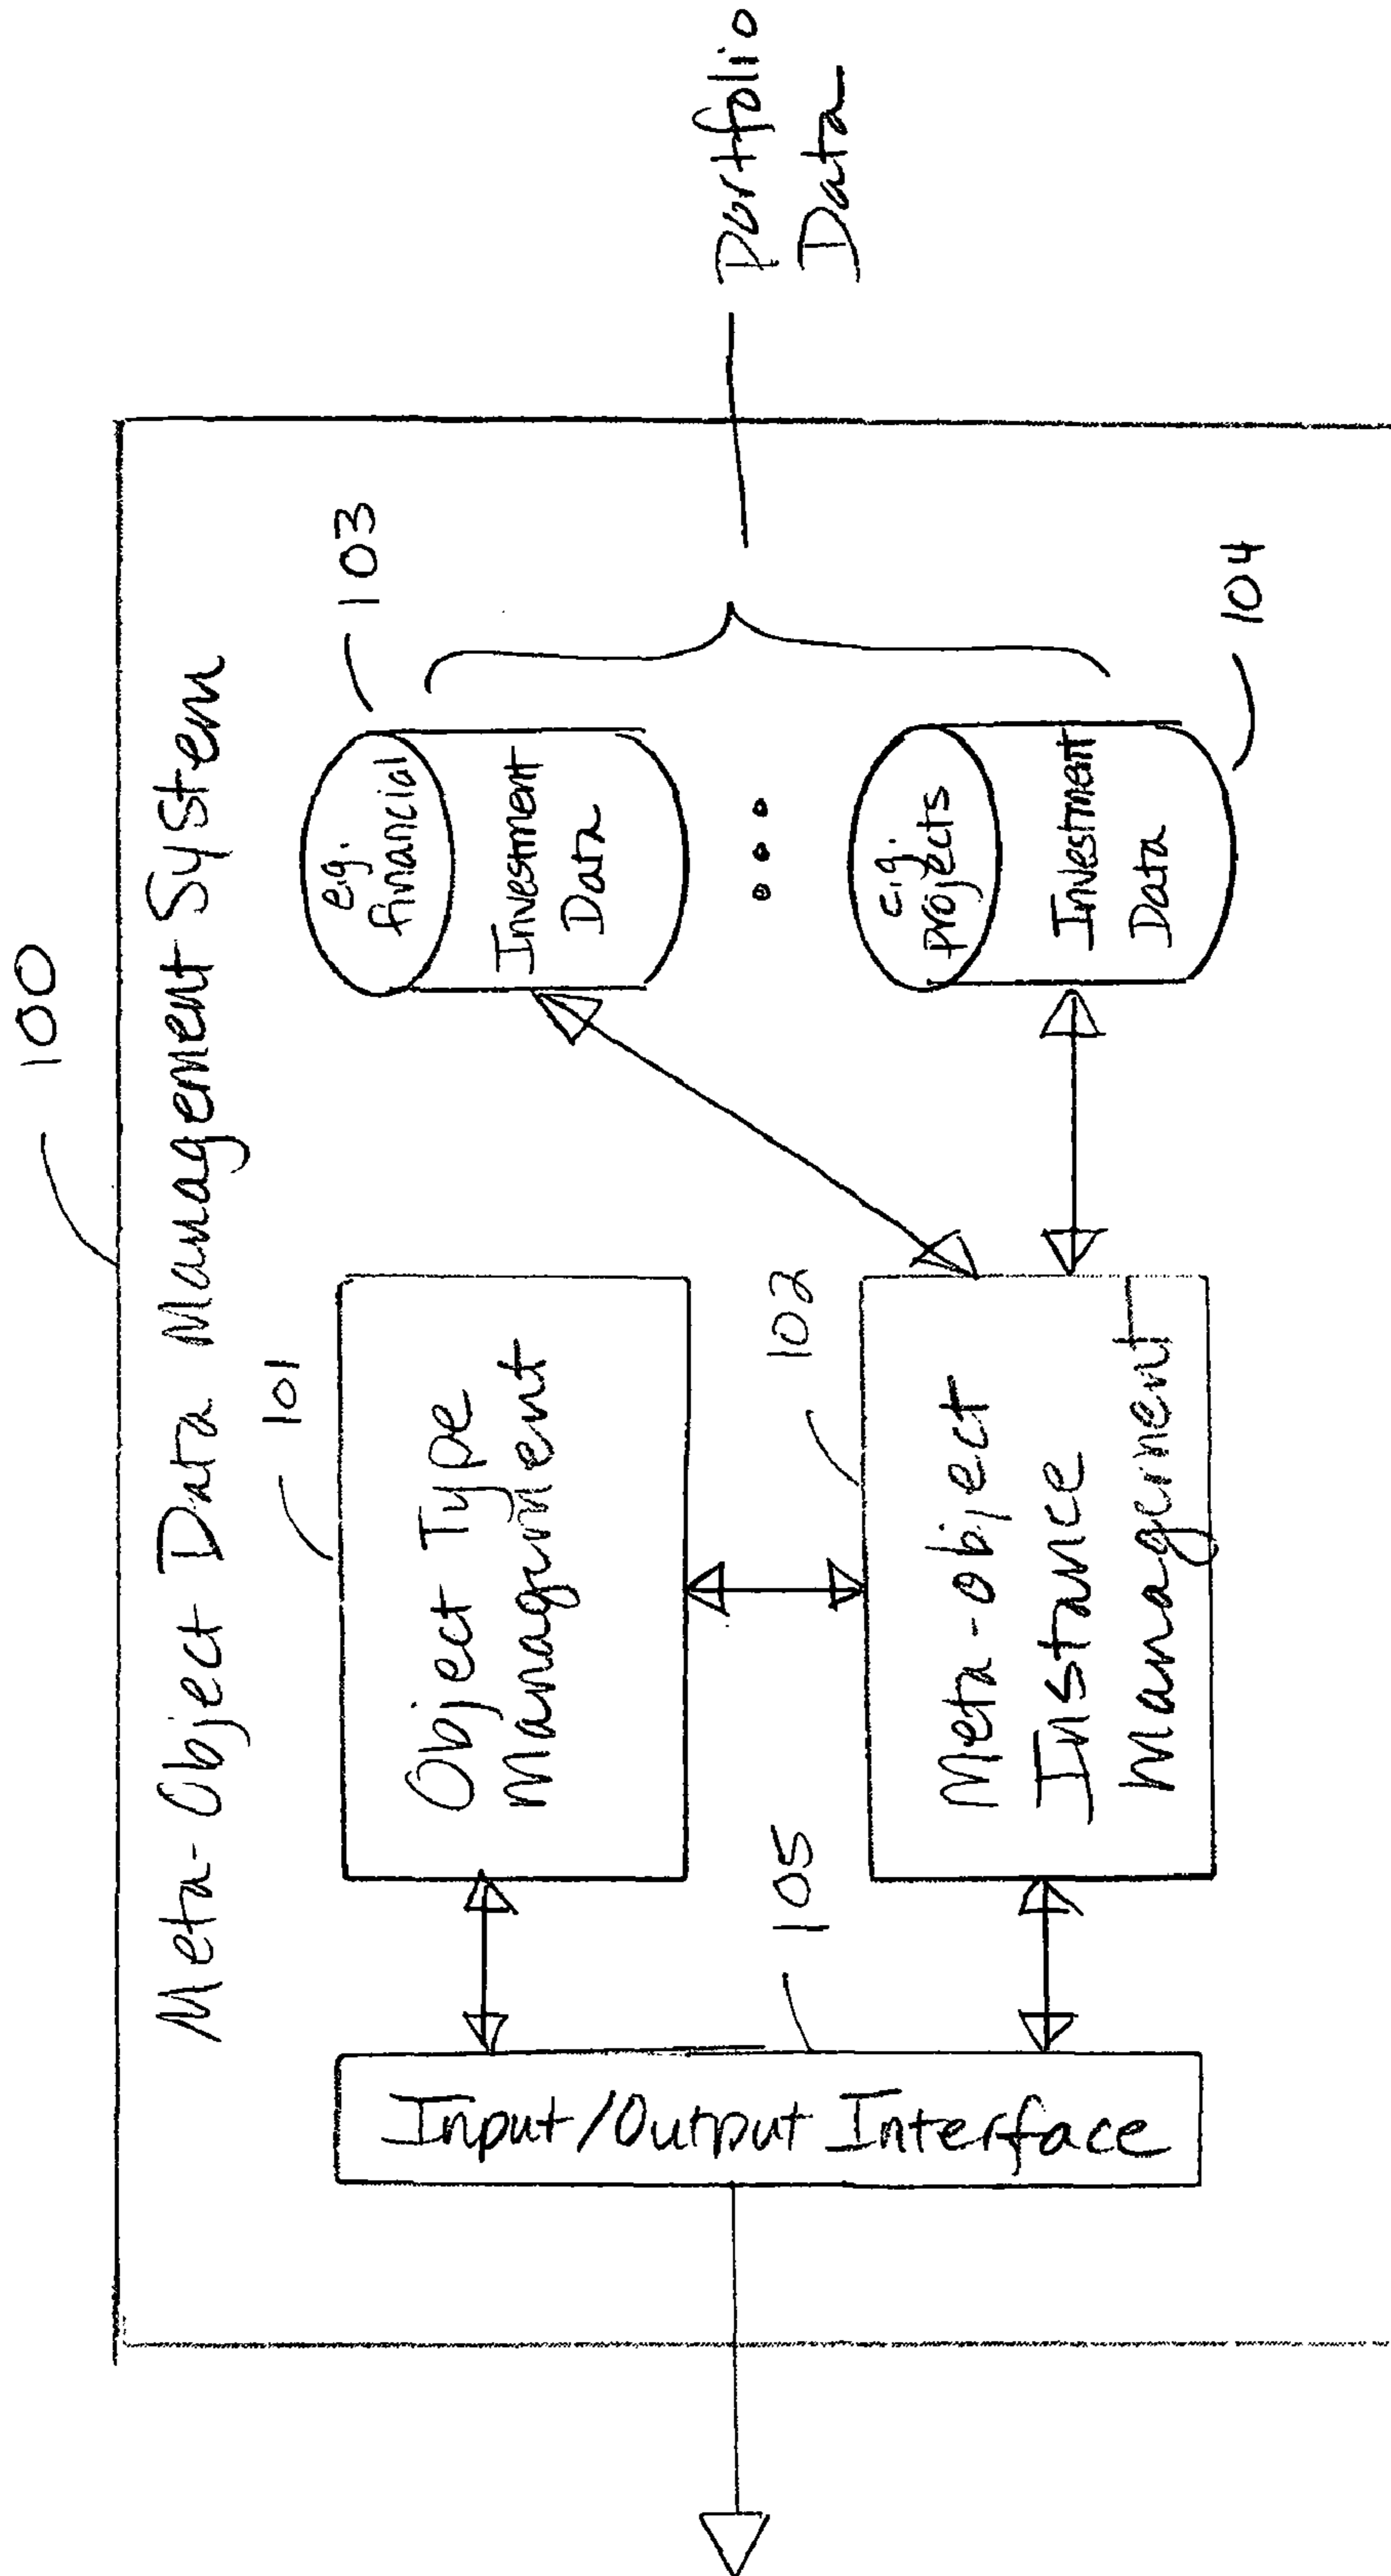 100
Meta-Object Data Management System
101
103
Object Type
Management
e.g.
financial
Investment
Data
Portfolio
Data
105
102
Input/Output Interface
Meta-object
Instance
Management
e.g.
projects
Investment
Data
104